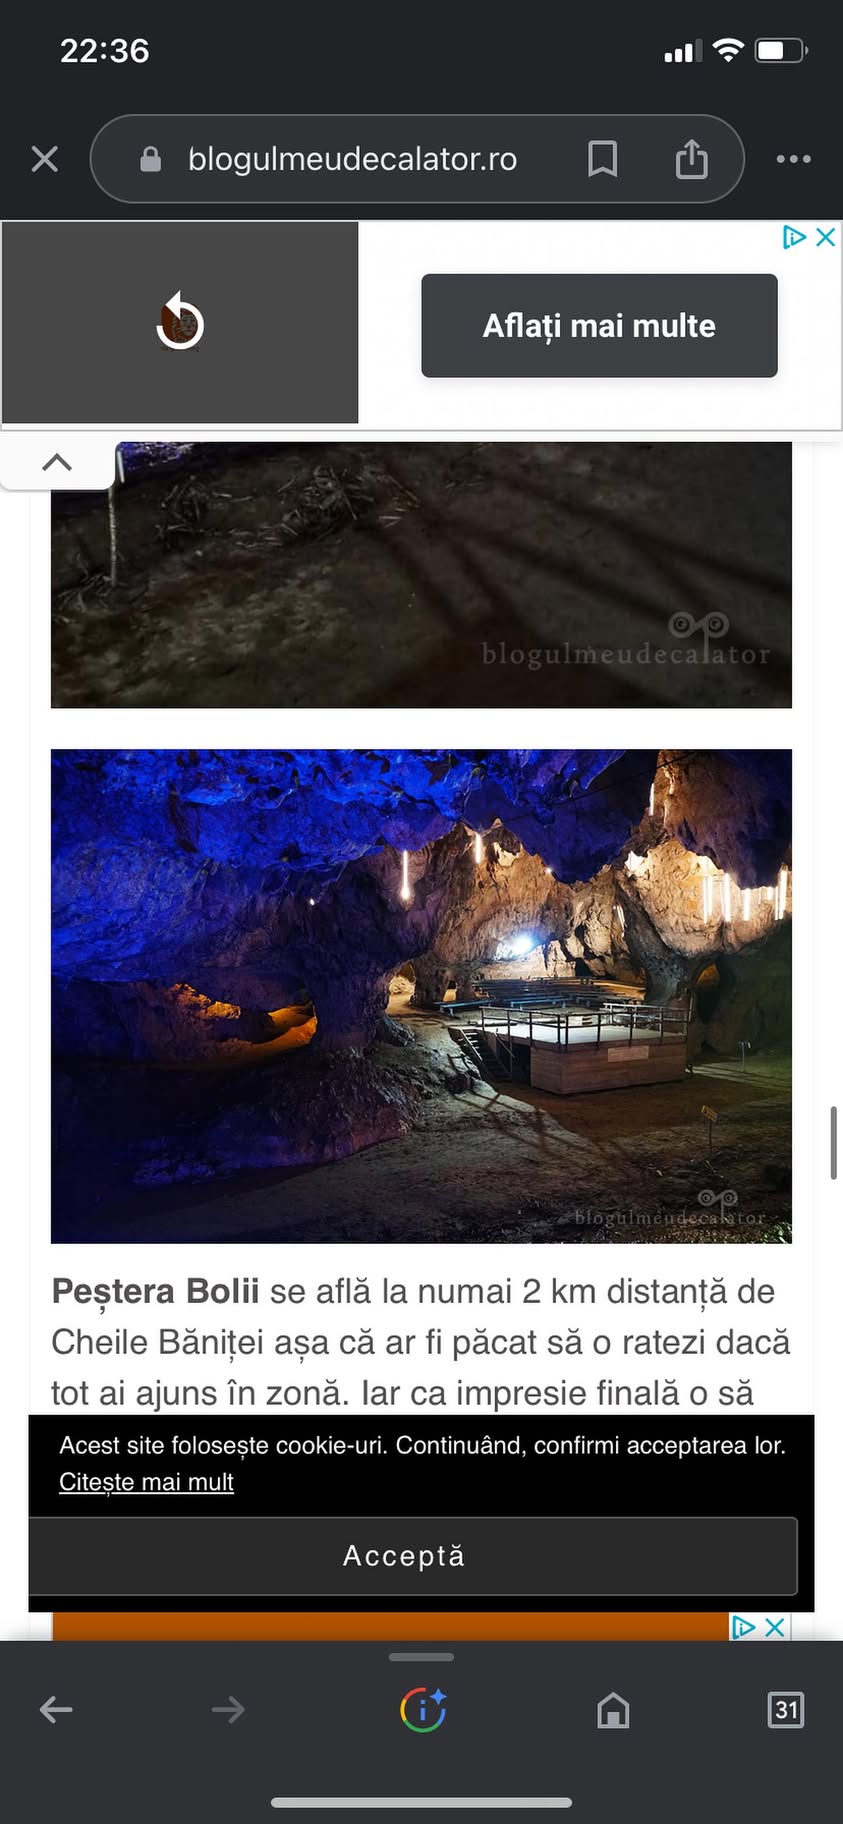 22:36
blogulmeudecalator.ro
Aflați mai multe
blogulmeudecalator
blogulmeudecalator
Peștera Bolii se află la numai 2 km distanță de
Cheile Băniței așa că ar fi păcat să o ratezi dacă
tot ai ajuns în zonă. Iar ca impresie finală o să
Acest site folosește cookie-uri. Continuând, confirmi acceptarea lor.
Citește mai mult
Acceptă
31